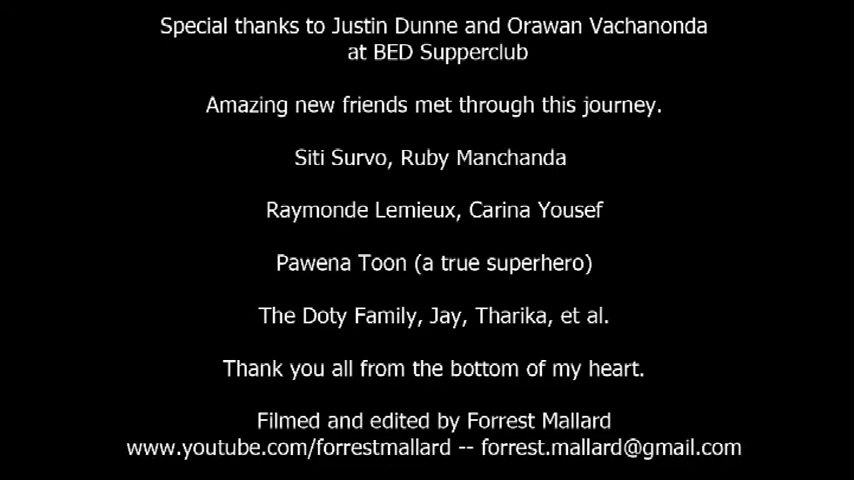 Special thanks to Justin Dunne and Orawan Vachanonda
at BED Supperclub
Amazing new friends met through this journey.
Siti Survo, Ruby Manchanda
Raymonde Lemieux, Carina Yousef
Pawena Toon (a true superhero)
The Doty Family, Jay, Tharika, et al.
Thank you all from the bottom of my heart.
Filmed and edited by Forrest Mallard
www.youtube.com/forrestmallard -- forrest.mallard@gmail.com